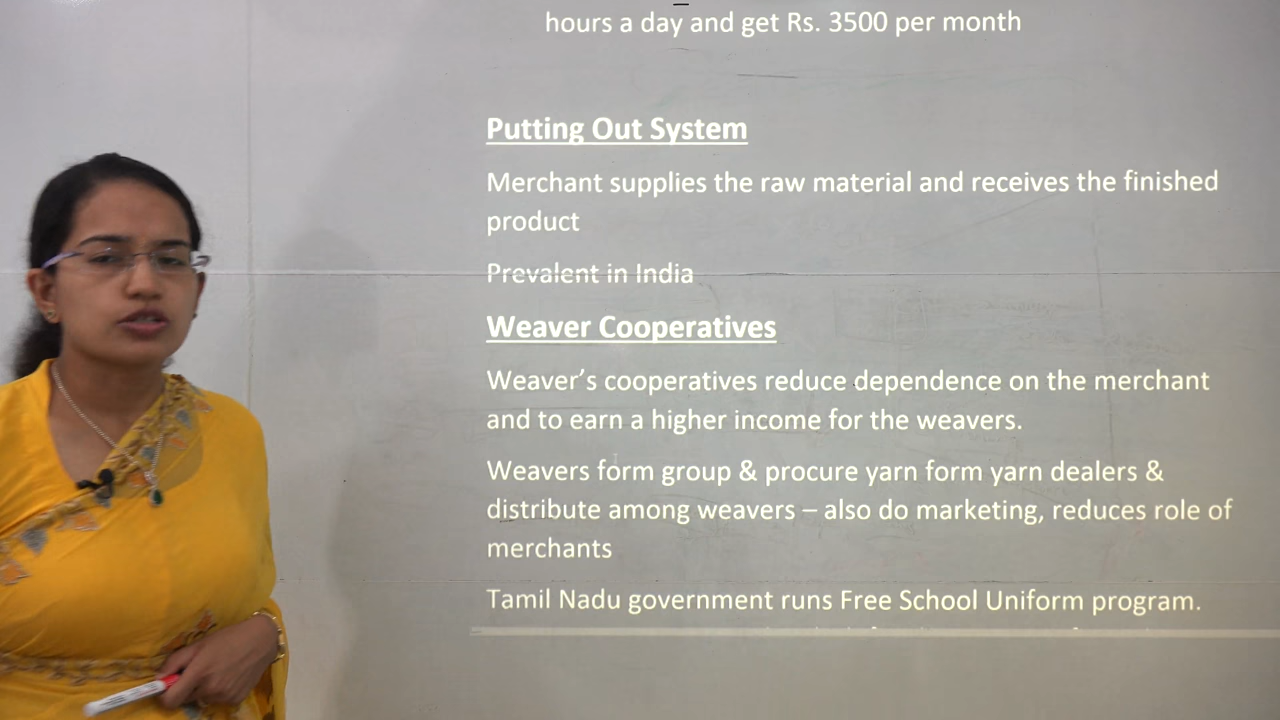 hours a day and get Rs. 3500 per month
Putting Out System
Merchant supplies the raw material and receives the finished
product
Prevalent in India
Weaver Cooperatives
Weaver's cooperatives reduce dependence on the merchant
and to earn a higher income for the weavers.
Weavers form group & procure yarn form yarn dealers &
distribute among weavers – also do marketing, reduces role of
merchants
Tamil Nadu government runs Free School Uniform program.